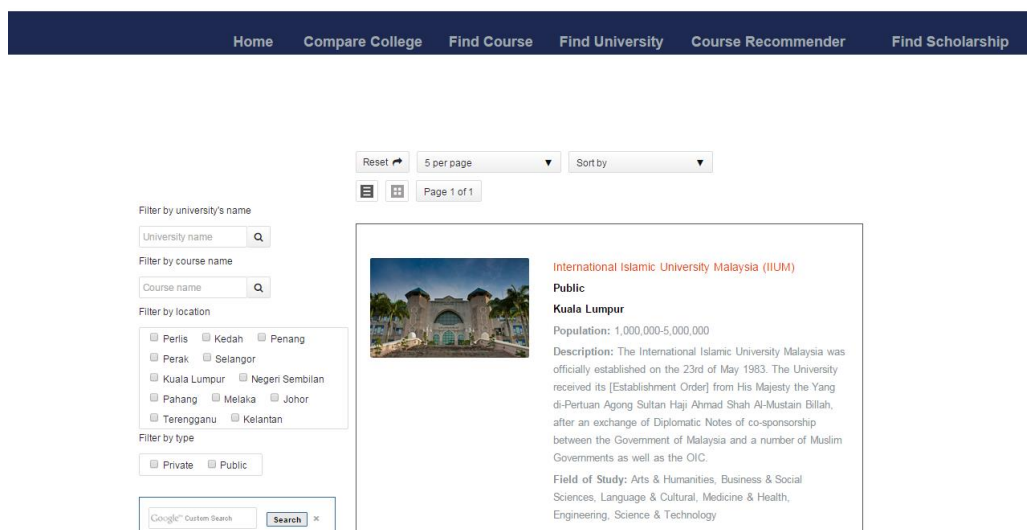 Home Compare College Find Course Find University Course Recommender Find Scholarship
Reset 5 per page Sort by
Page 1 of 1
Filter by university's name
University name
Filter by course name
Course name
Filter by location
Perlis Kedah Penang
Perak Selangor
Kuala Lumpur Negeri Sembilan
Pahang Melaka Johor
Terengganu Kelantan
Filter by type
Private Public
Google™ Custom Search Search ×
International Islamic University Malaysia (IIUM)
Public
Kuala Lumpur
Population: 1,000,000-5,000,000
Description: The International Islamic University Malaysia was
officially established on the 23rd of May 1983. The University
received its [Establishment Order] from His Majesty the Yang
di-Pertuan Agong Sultan Haji Ahmad Shah Al-Mustain Billah,
after an exchange of Diplomatic Notes of co-sponsorship
between the Government of Malaysia and a number of Muslim
Governments as well as the OIC.
Field of Study: Arts & Humanities, Business & Social
Sciences, Language & Cultural, Medicine & Health,
Engineering, Science & Technology